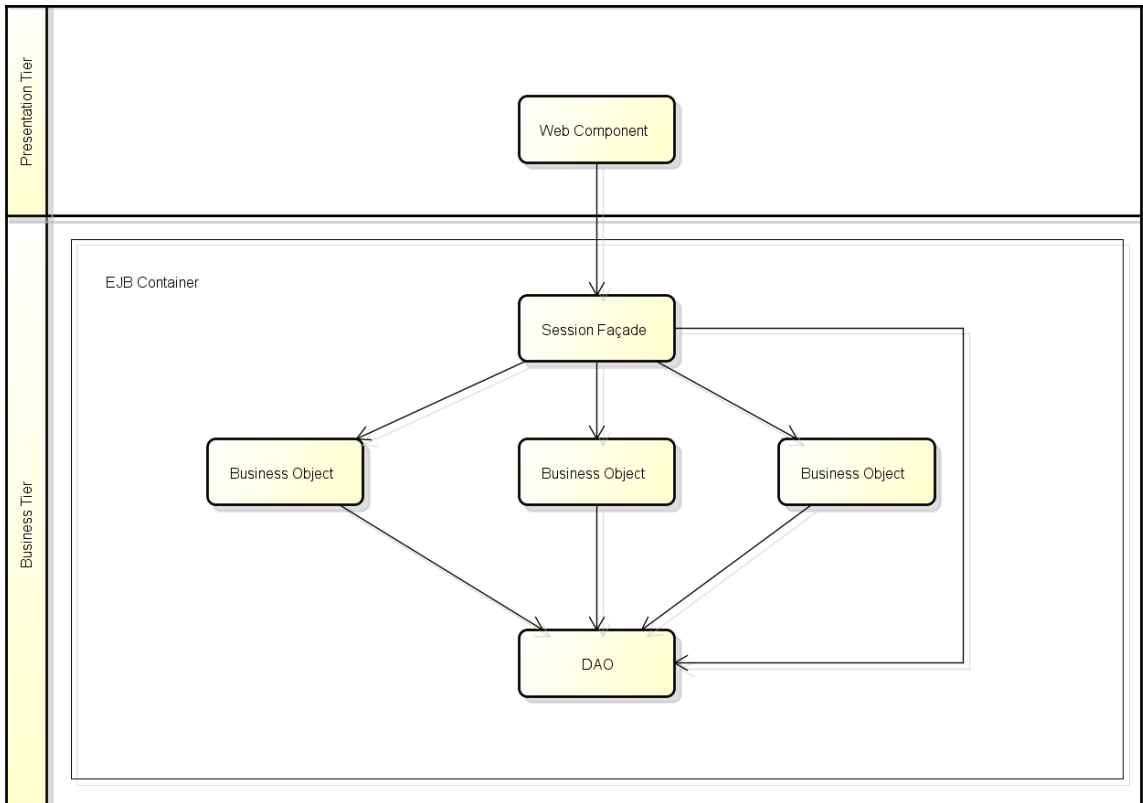 Presentation Tier
Web Component
Business Tier
EJB Container
Session Façade
Business Object
Business Object
Business Object
DAO